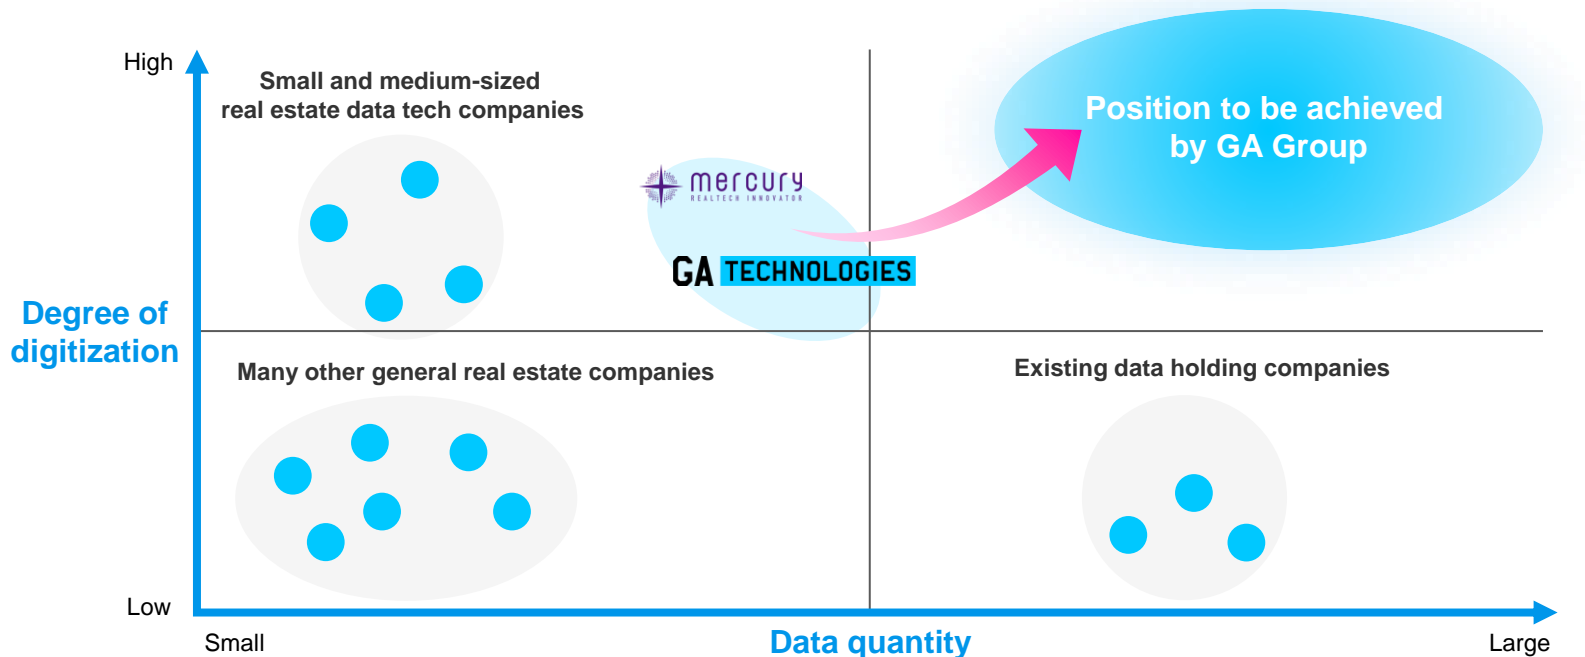 High
Small and medium-sized
real estate data tech companies
Position to be achieved
by GA Group
mercury
REALTECH INNOVATOR
GA TECHNOLOGIES
Degree of
digitization
Many other general real estate companies
Existing data holding companies
Low
Small
Data quantity
Large